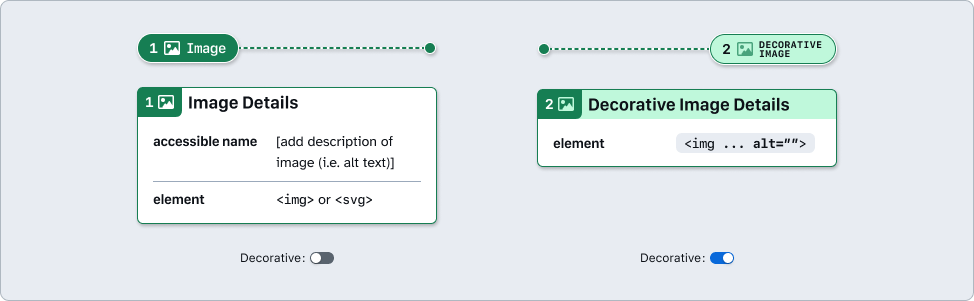 1 Image
2 DECORATIVE
IMAGE
1 Image Details
accessible name [add description of
image (i.e. alt text)]
element <img> or <svg>
2 Decorative Image Details
element <img ... alt="">
Decorative:
Decorative: